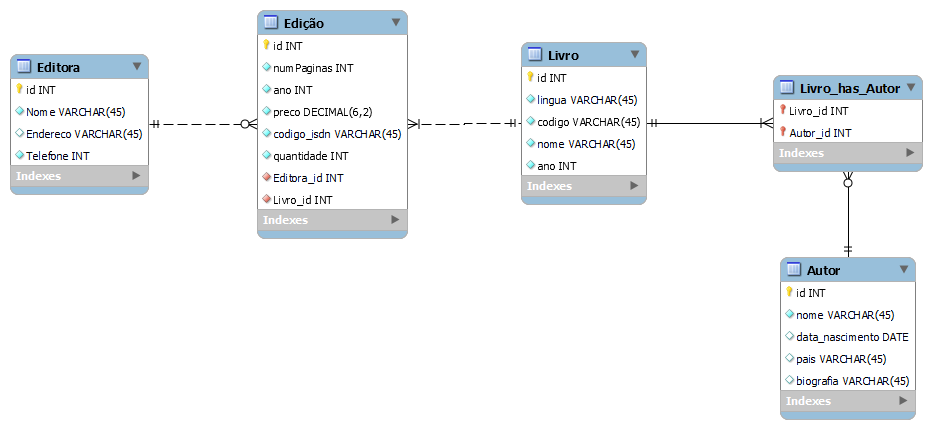 Editora
id INT
Nome VARCHAR(45)
Endereco VARCHAR(45)
Telefone INT
Indexes
Edição
id INT
numPaginas INT
ano INT
preco DECIMAL(6,2)
codigo_isdn VARCHAR(45)
quantidade INT
Editora_id INT
Livro_id INT
Indexes
Livro
id INT
lingua VARCHAR(45)
codigo VARCHAR(45)
nome VARCHAR(45)
ano INT
Indexes
Livro_has_Autor
Livro_id INT
Autor_id INT
Indexes
Autor
id INT
nome VARCHAR(45)
data_nascimento DATE
pais VARCHAR(45)
biografia VARCHAR(45)
Indexes